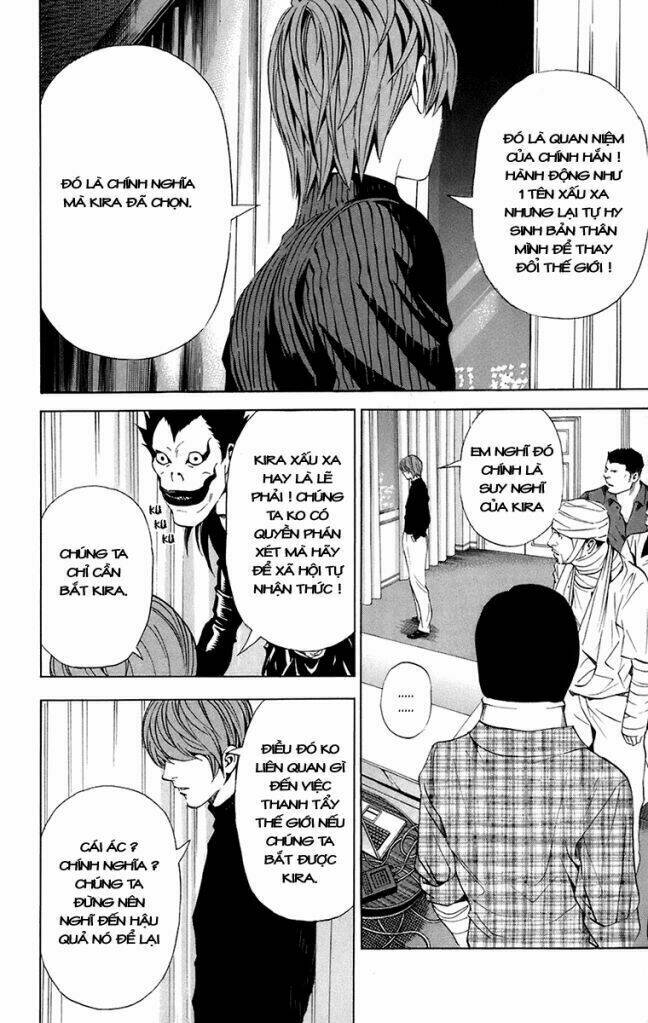 ĐÓ LÀ QUAN NIỆM
CỦA CHÍNH HẮN !
HÀNH ĐỘNG NHƯ
1 TÊN XẤU XA
NHƯNG LẠI TỰ HY
SINH BẢN THÂN
MÌNH ĐỂ THAY
ĐỔI THẾ GIỚI !
ĐÓ LÀ CHÍNH NGHĨA
MÀ KIRA ĐÃ CHỌN.
EM NGHĨ ĐÓ
CHÍNH LÀ
SUY NGHĨ
CỦA KIRA
......
......
KIRA XẤU XA
HAY LÀ LẼ
PHẢI ! CHÚNG
TA KO CÓ
QUYỀN PHÁN
XÉT MÀ HÃY
ĐỂ XÃ HỘI TỰ
NHẬN THỨC !
KU
KU
KU
CHÚNG TA
CHỈ CẦN
BẮT KIRA.
ĐIỀU ĐÓ KO
LIÊN QUAN GÌ
ĐẾN VIỆC
THANH TẨY
THẾ GIỚI NẾU
CHÚNG TA
BẮT ĐƯỢC
KIRA.
CÁI ÁC ?
CHÍNH NGHĨA ?
CHÚNG TA
ĐỪNG NÊN
NGHĨ ĐẾN HẬU
QUẢ NÓ ĐỂ LẠI